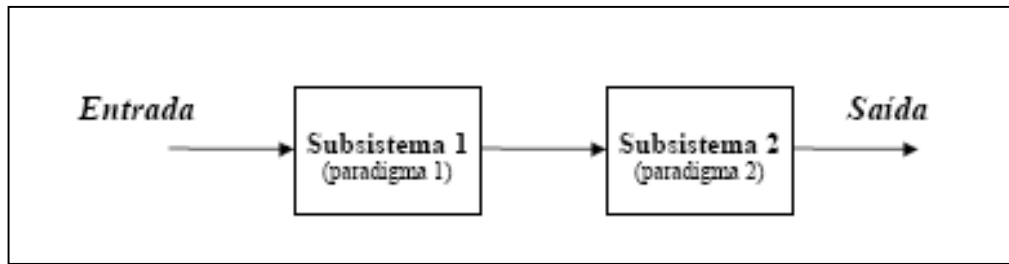 Entrada
Subsistema 1
(paradigma 1)
Subsistema 2
(paradigma 2)
Saída